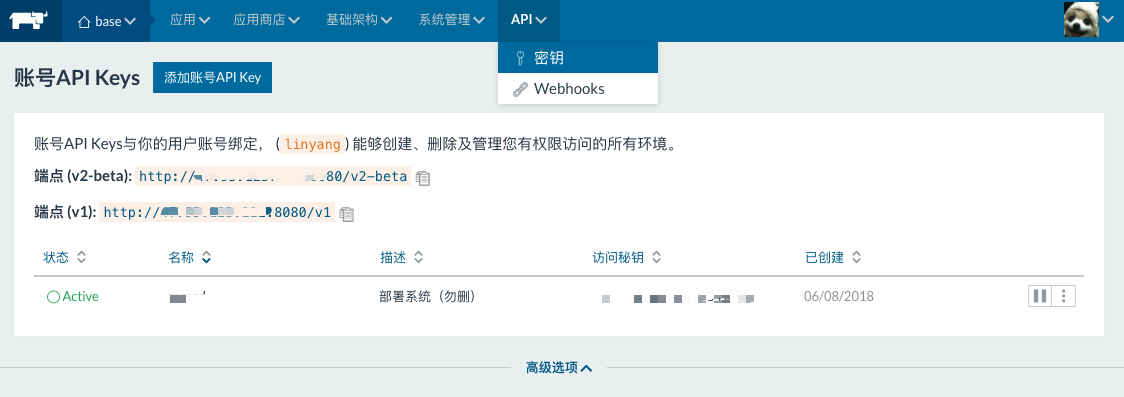 base 应用 应用商店 基础架构 系统管理 API
密钥
Webhooks
账号API Keys 添加账号API Key
账号API Keys与你的用户账号绑定， ( linyang ) 能够创建、删除及管理您有权限访问的所有环境。
端点 (v2-beta): http:// 80/v2-beta
端点 (v1): http:// :8080/v1
状态 名称 描述 访问秘钥 已创建
Active 部署系统（勿删） 06/08/2018
高级选项